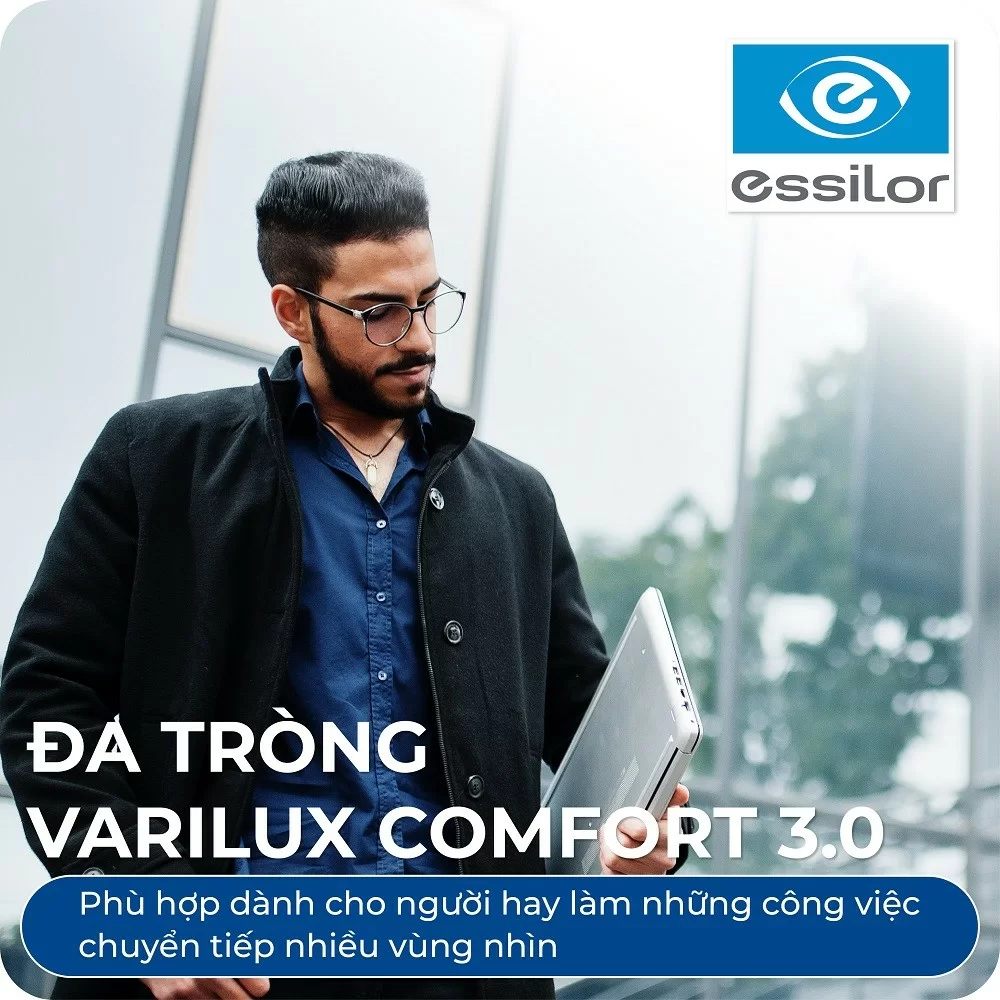 essilor
ĐA TRÒNG
VARILUX COMFORT 3.0
Phù hợp dành cho người hay làm những công việc
chuyển tiếp nhiều vùng nhìn